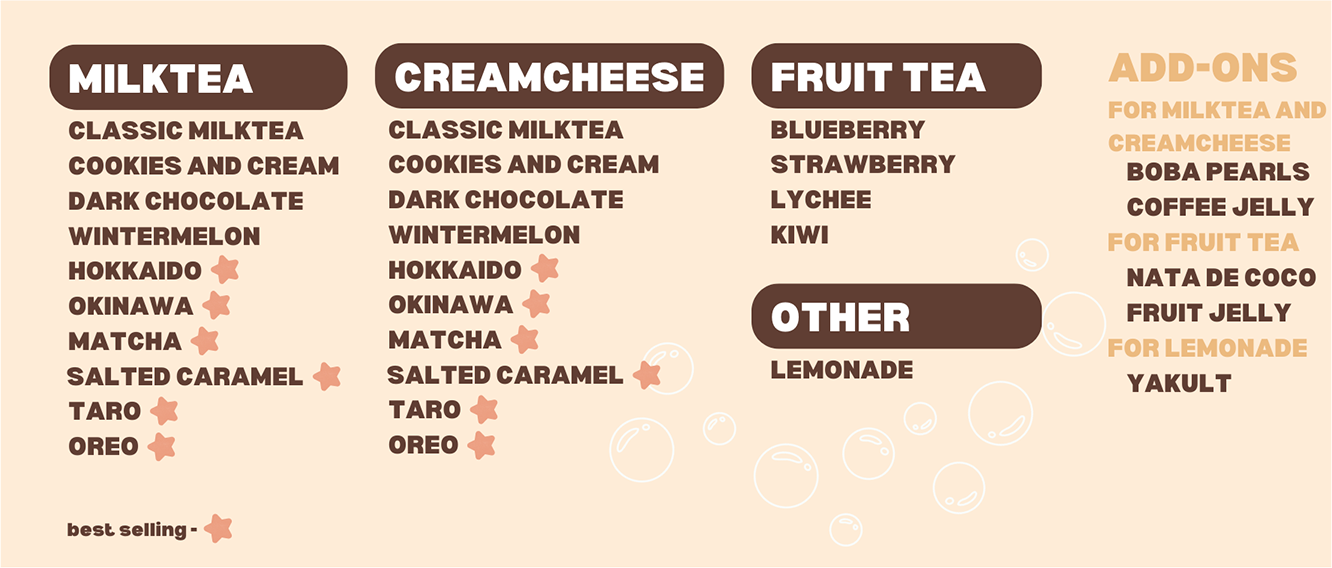 MILKTEA
CLASSIC MILKTEA
COOKIES AND CREAM
DARK CHOCOLATE
WINTERMELON
HOKKAIDO
OKINAWA
MATCHA
SALTED CARAMEL
TARO
OREO
best selling -
CREAMCHEESE
CLASSIC MILKTEA
COOKIES AND CREAM
DARK CHOCOLATE
WINTERMELON
HOKKAIDO
OKINAWA
MATCHA
SALTED CARAMEL
TARO
OREO
FRUIT TEA
BLUEBERRY
STRAWBERRY
LYCHEE
KIWI
OTHER
LEMONADE
ADD-ONS
FOR MILKTEA AND
CREAMCHEESE
BOBA PEARLS
COFFEE JELLY
FOR FRUIT TEA
NATA DE COCO
FRUIT JELLY
FOR LEMONADE
YAKULT